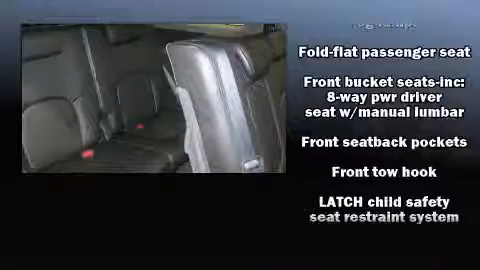 Fold-flat passenger seat
Front bucket seats-inc:
8-way pwr driver
seat w/manual lumbar
Front seatback pockets
Front tow hook
LATCH child safety
seat restraint system